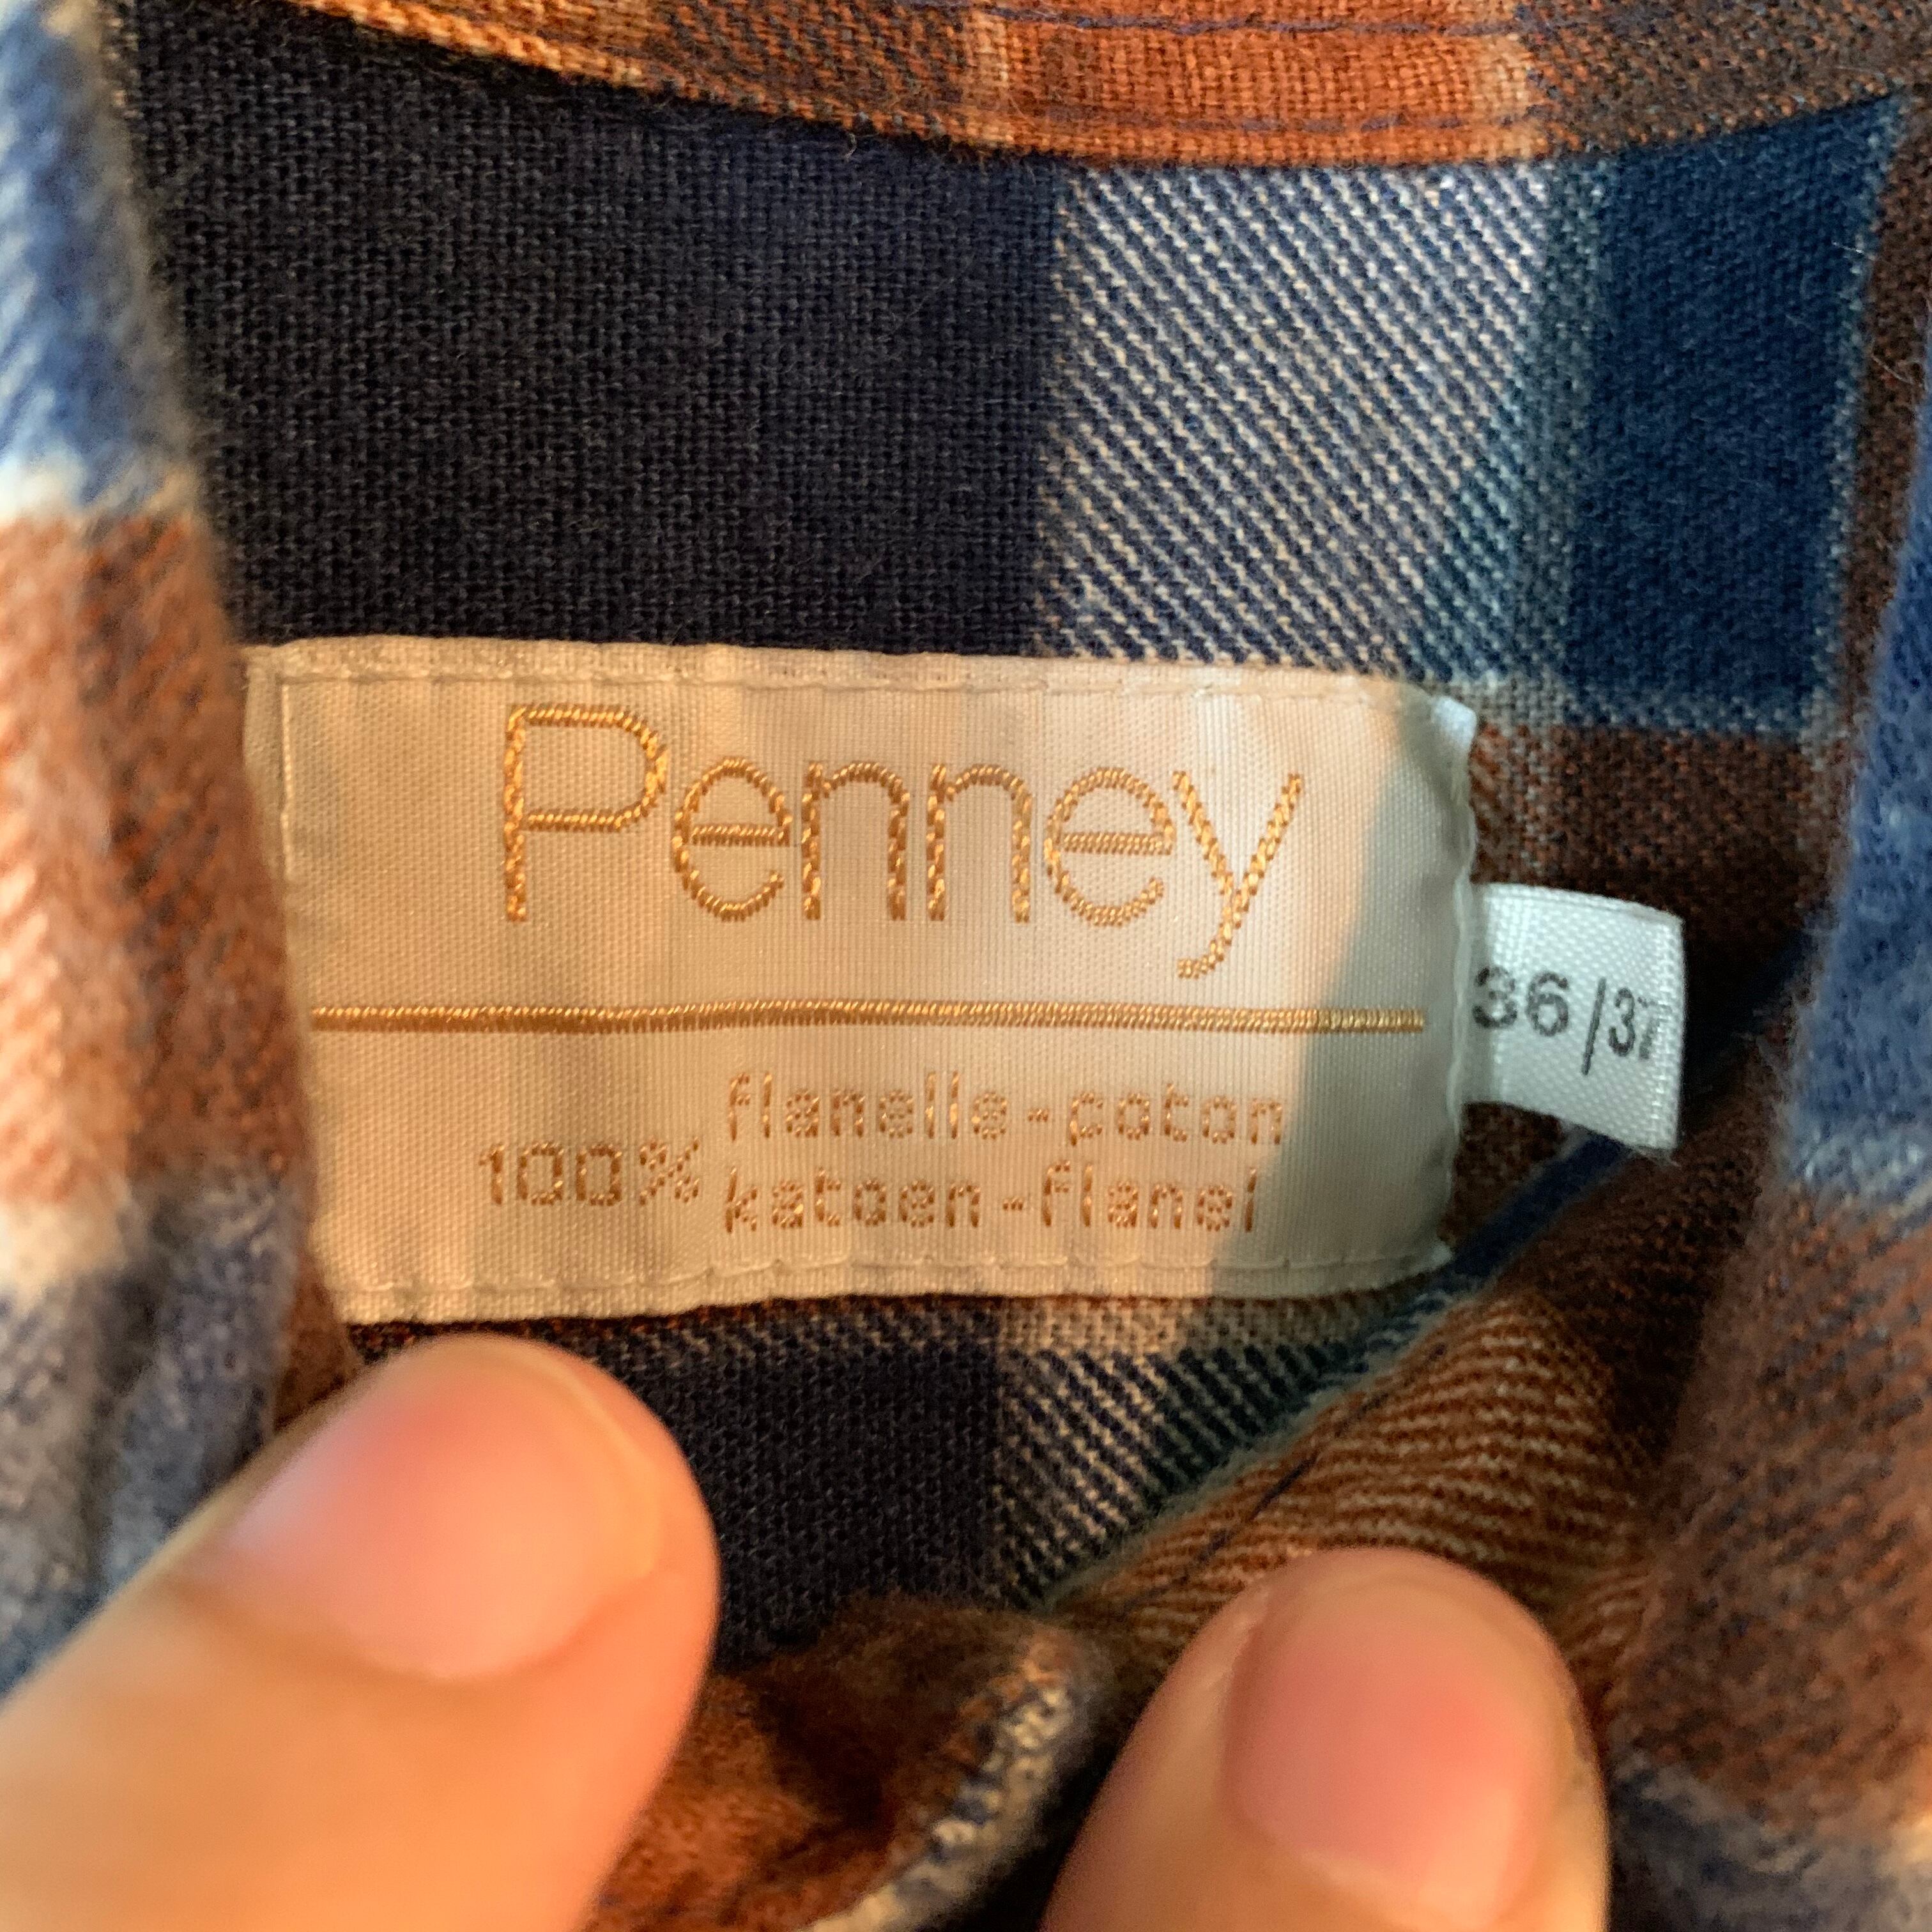 Penney
36/37
100%
flanelle-coton
katoen-flanel